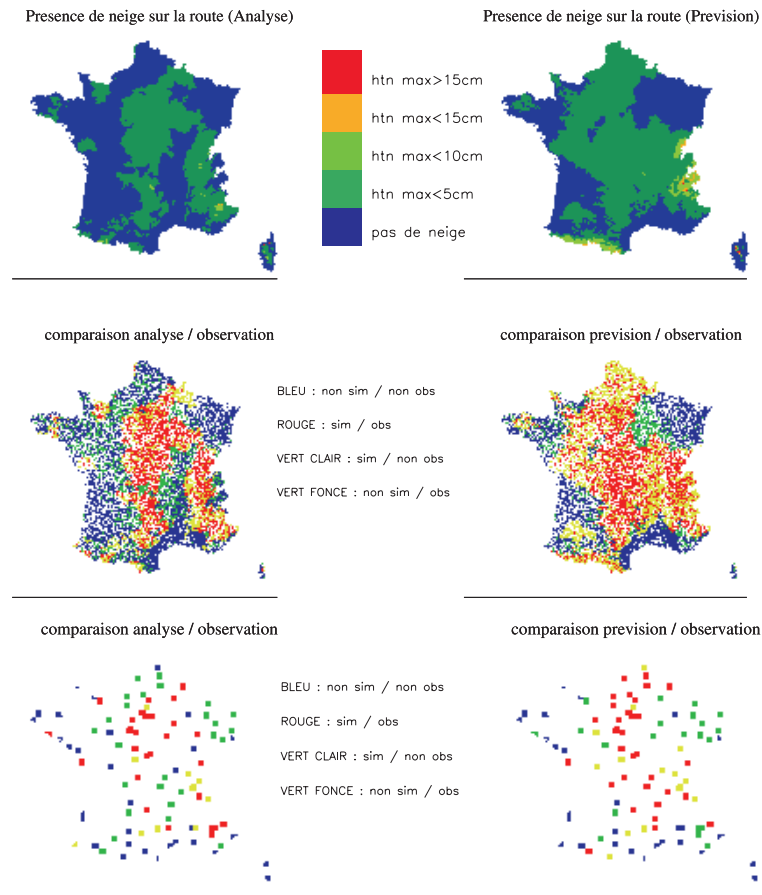 Presence de neige sur la route (Analyse)
Presence de neige sur la route (Prevision)
htn max>15cm
htn max<15cm
htn max<10cm
htn max<5cm
pas de neige
comparaison analyse / observation
comparaison prevision / observation
BLEU : non sim / non obs
ROUGE : sim / obs
VERT CLAIR : sim / non obs
VERT FONCE : non sim / obs
comparaison analyse / observation
comparaison prevision / observation
BLEU : non sim / non obs
ROUGE : sim / obs
VERT CLAIR : sim / non obs
VERT FONCE : non sim / obs